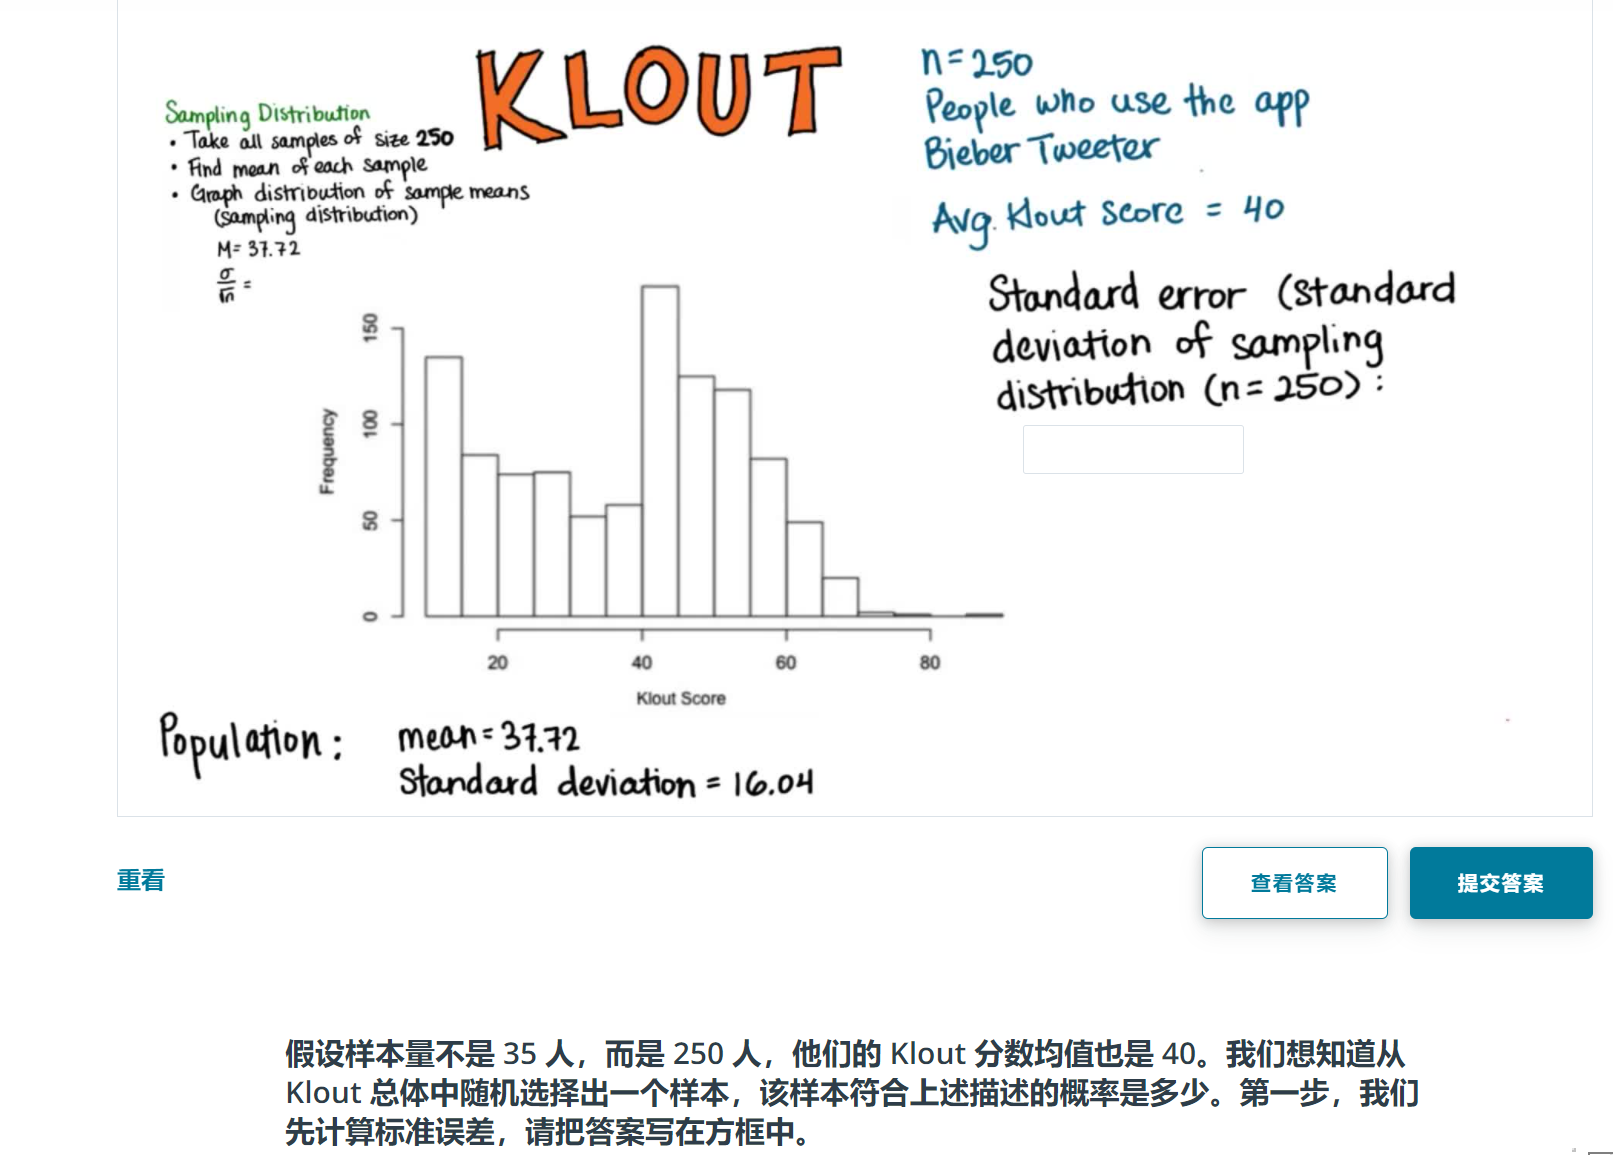 KLOUT
Sampling Distribution
• Take all samples of size 250
• Find mean of each sample
• Graph distribution of sample means
(sampling distribution)
M= 37.72
σ/√n =
n=250
People who use the app
Bieber Tweeter
Avg. Klout Score = 40
Standard error (standard
deviation of sampling
distribution (n=250):
Frequency
150
100
50
0
20 40 60 80
Klout Score
Population: mean=37.72
Standard deviation = 16.04
重看
查看答案
提交答案
假设样本量不是 35 人，而是 250 人，他们的 Klout 分数均值也是 40。我们想知道从
Klout 总体中随机选择出一个样本，该样本符合上述描述的概率是多少。第一步，我们
先计算标准误差，请把答案写在方框中。